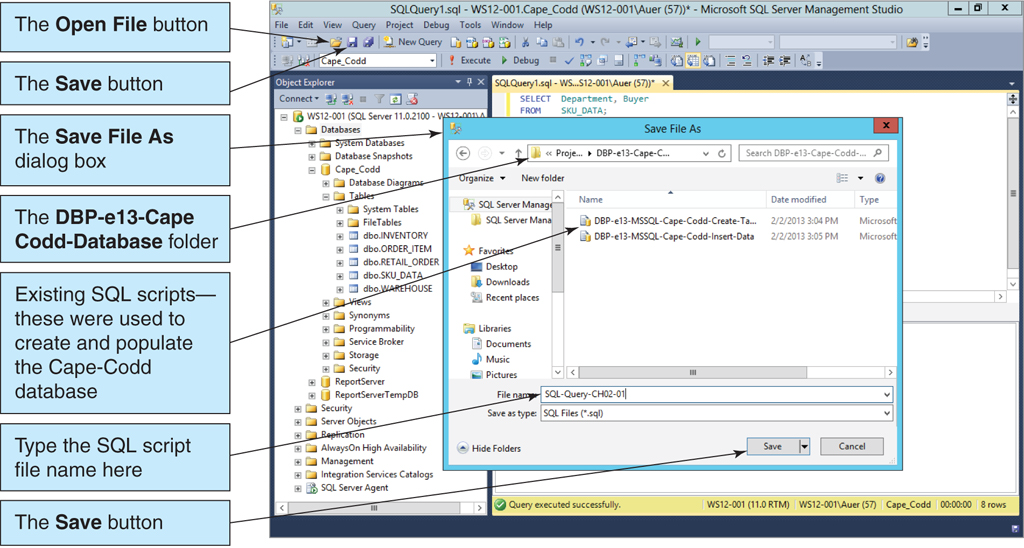 The Open File button
The Save button
The Save File As
dialog box
The DBP-e13-Cape
Codd-Database folder
Existing SQL scripts—
these were used to
create and populate
the Cape-Codd
database
Type the SQL script
file name here
The Save button
SQLQuery1.sql - WS12-001.Cape_Codd (WS12-001\Auer (57))* - Microsoft SQL Server Management Studio
File Edit View Query Project Debug Tools Window Help
New Query
Cape_Codd Execute Debug
Object Explorer
Connect
WS12-001 (SQL Server 11.0.2100 - WS12-001\A
Databases
System Databases
Database Snapshots
Cape_Codd
Database Diagrams
Tables
System Tables
FileTables
dbo.INVENTORY
dbo.ORDER_ITEM
dbo.RETAIL_ORDER
dbo.SKU_DATA
dbo.WAREHOUSE
Views
Synonyms
Programmability
Service Broker
Storage
Security
ReportServer
ReportServerTempDB
Security
Server Objects
Replication
AlwaysOn High Availability
Management
Integration Services Catalogs
SQL Server Agent
SQLQuery1.sql - WS...S12-001\Auer (57))*
SELECT Department, Buyer
FROM SKU_DATA;
Save File As
« Proje... DBP-e13-Cape-C...
Search DBP-e13-Cape-Codd-...
Organize New folder
SQL Server Manage
SQL Server Mana
Favorites
Desktop
Downloads
Recent places
Libraries
Documents
Music
Pictures
Name Date modified Type
DBP-e13-MSSQL-Cape-Codd-Create-Ta... 2/2/2013 3:04 PM Microsoft
DBP-e13-MSSQL-Cape-Codd-Insert-Data 2/2/2013 3:05 PM Microsoft
File name: SQL-Query-CH02-01
Save as type: SQL Files (*.sql)
Hide Folders Save Cancel
Query executed successfully. WS12-001 (11.0 RTM) WS12-001\Auer (57) Cape_Codd 00:00:00 8 rows